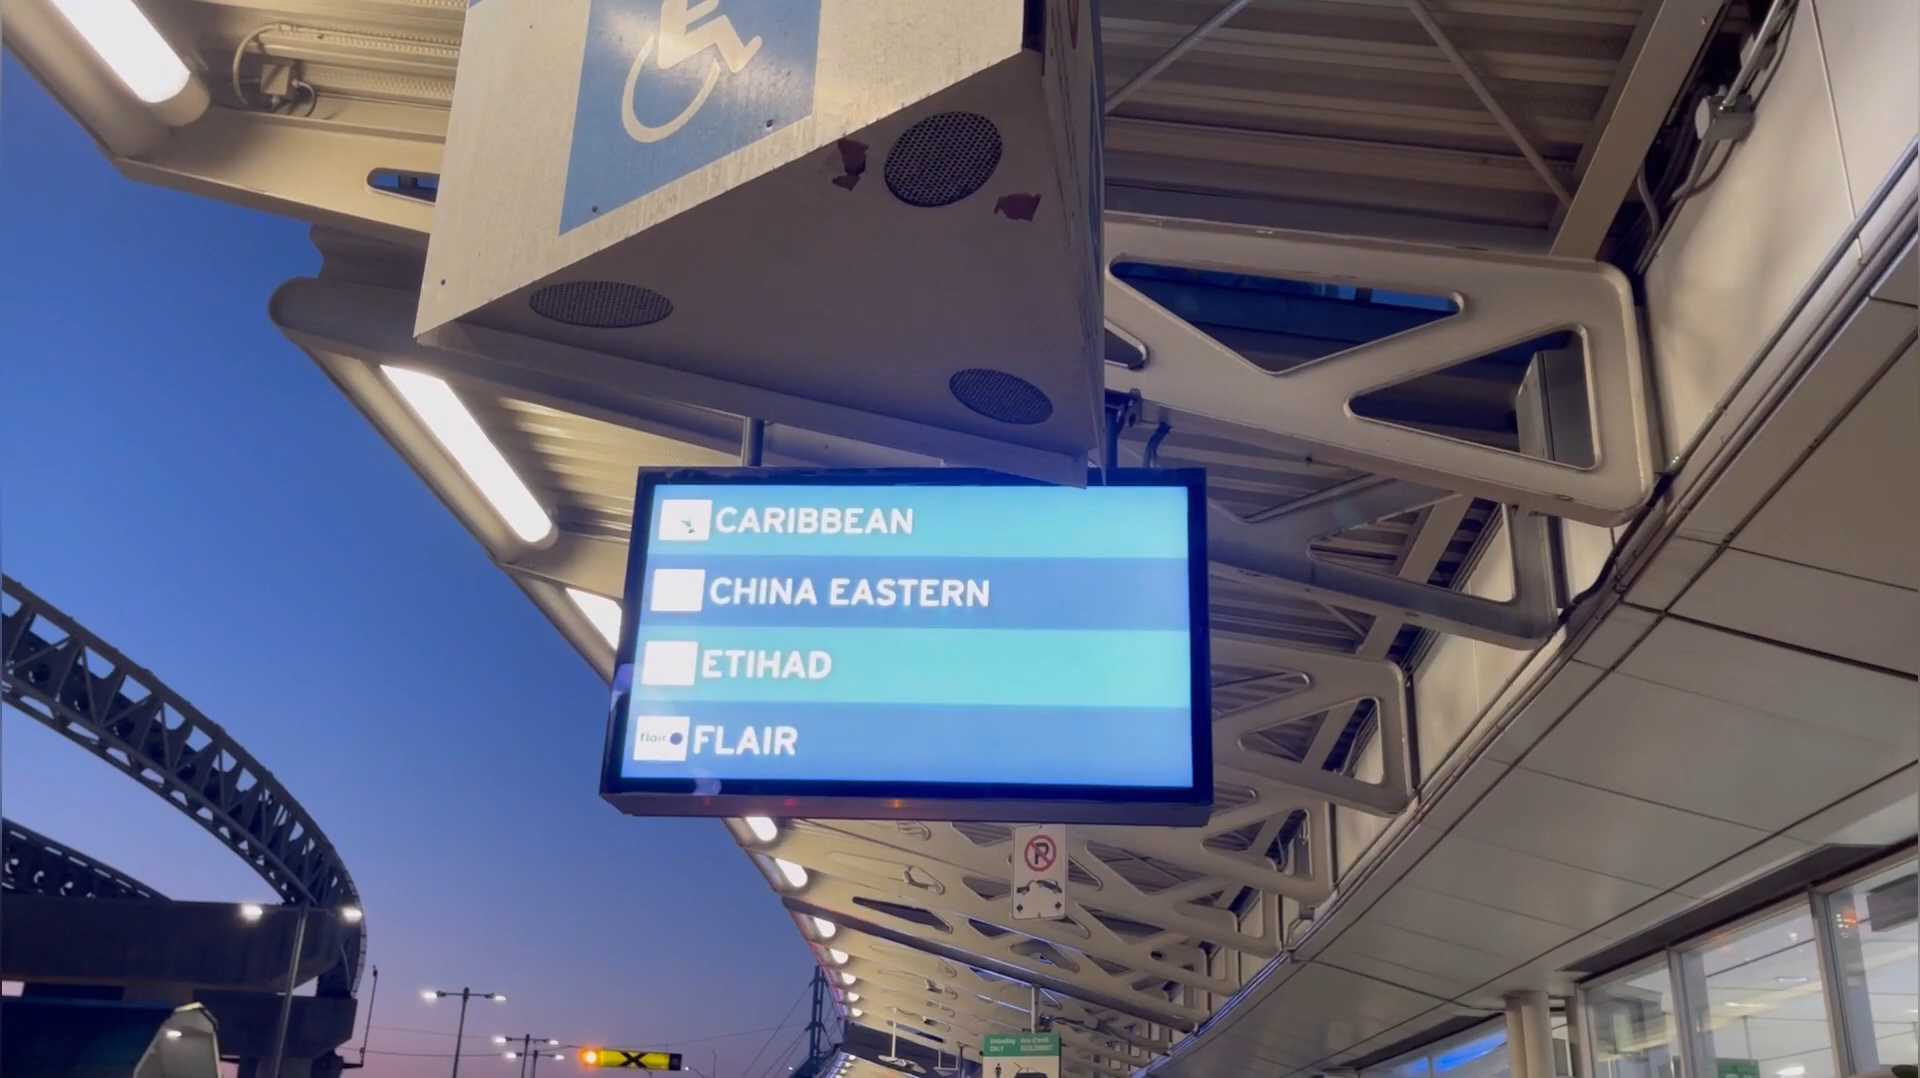 CARIBBEAN
CHINA EASTERN
ETIHAD
flair FLAIR
P